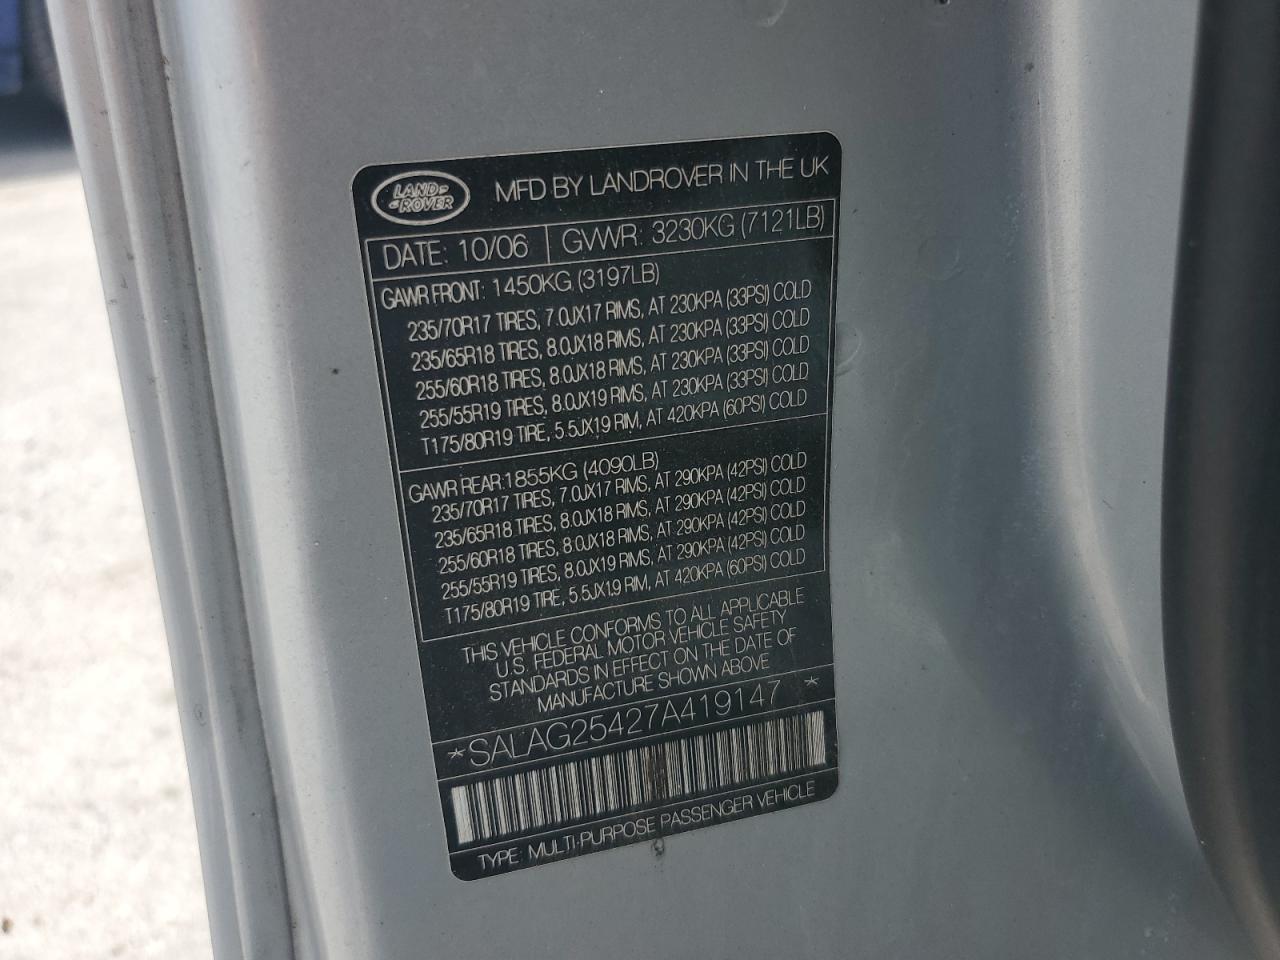 LAND-
-ROVER
MFD BY LANDROVER IN THE UK
DATE: 10/06 GVWR: 3230KG (7121LB)
GAWR FRONT: 1450KG (3197LB)
235/70R17 TIRES, 7.0JX17 RIMS, AT 230KPA (33PSI) COLD
235/65R18 TIRES, 8.0JX18 RIMS, AT 230KPA (33PSI) COLD
255/60R18 TIRES, 8.0JX18 RIMS, AT 230KPA (33PSI) COLD
255/55R19 TIRES, 8.0JX19 RIMS, AT 230KPA (33PSI) COLD
T175/80R19 TIRE, 5.5JX19 RIM, AT 420KPA (60PSI) COLD
GAWR REAR: 1855KG (4090LB)
235/70R17 TIRES, 7.0JX17 RIMS, AT 290KPA (42PSI) COLD
235/65R18 TIRES, 8.0JX18 RIMS, AT 290KPA (42PSI) COLD
255/60R18 TIRES, 8.0JX18 RIMS, AT 290KPA (42PSI) COLD
255/55R19 TIRES, 8.0JX19 RIMS, AT 290KPA (42PSI) COLD
T175/80R19 TIRE, 5.5JX19 RIM, AT 420KPA (60PSI) COLD
THIS VEHICLE CONFORMS TO ALL APPLICABLE
U.S. FEDERAL MOTOR VEHICLE SAFETY
STANDARDS IN EFFECT ON THE DATE OF
MANUFACTURE SHOWN ABOVE
*SALAG25427A419147 *
TYPE: MULTI-PURPOSE PASSENGER VEHICLE